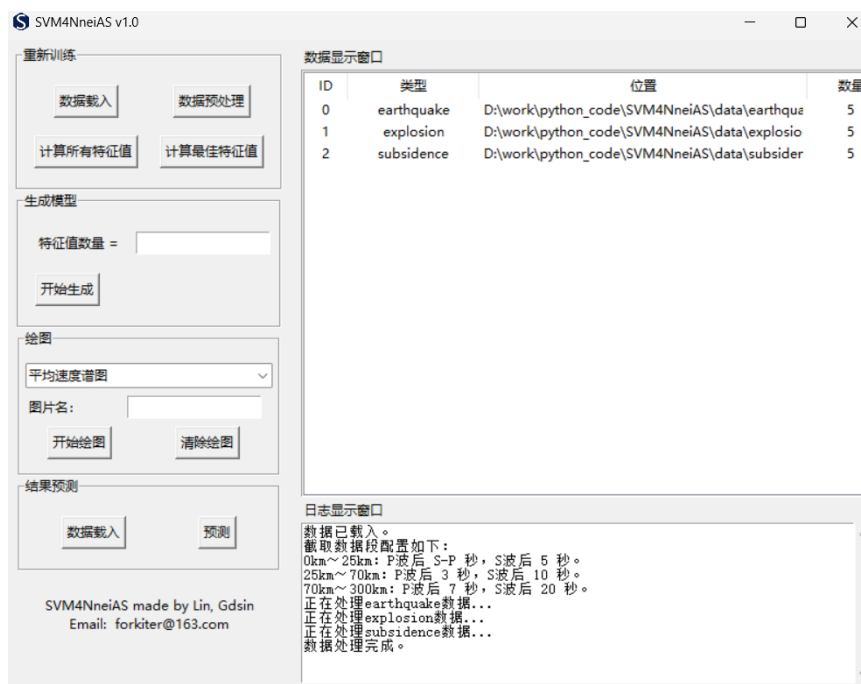 SVM4NneiAS v1.0
重新训练
数据载入 数据预处理
计算所有特征值 计算最佳特征值
生成模型
特征值数量 =
开始生成
绘图
平均速度谱图
图片名:
开始绘图 清除绘图
结果预测
数据载入 预测
SVM4NneiAS made by Lin, Gdsin
Email: forkiter@163.com
数据显示窗口
ID 类型 位置 数量
0 earthquake D:\work\python_code\SVM4NneiAS\data\earthqua 5
1 explosion D:\work\python_code\SVM4NneiAS\data\explosio 5
2 subsidence D:\work\python_code\SVM4NneiAS\data\subsider 5
日志显示窗口
数据已载入。
截取数据段配置如下:
0km～25km: P波后 S-P 秒，S波后 5 秒。
25km～70km: P波后 3 秒，S波后 10 秒。
70km～300km: P波后 7 秒，S波后 20 秒。
正在处理earthquake数据...
正在处理explosion数据...
正在处理subsidence数据...
数据处理完成。